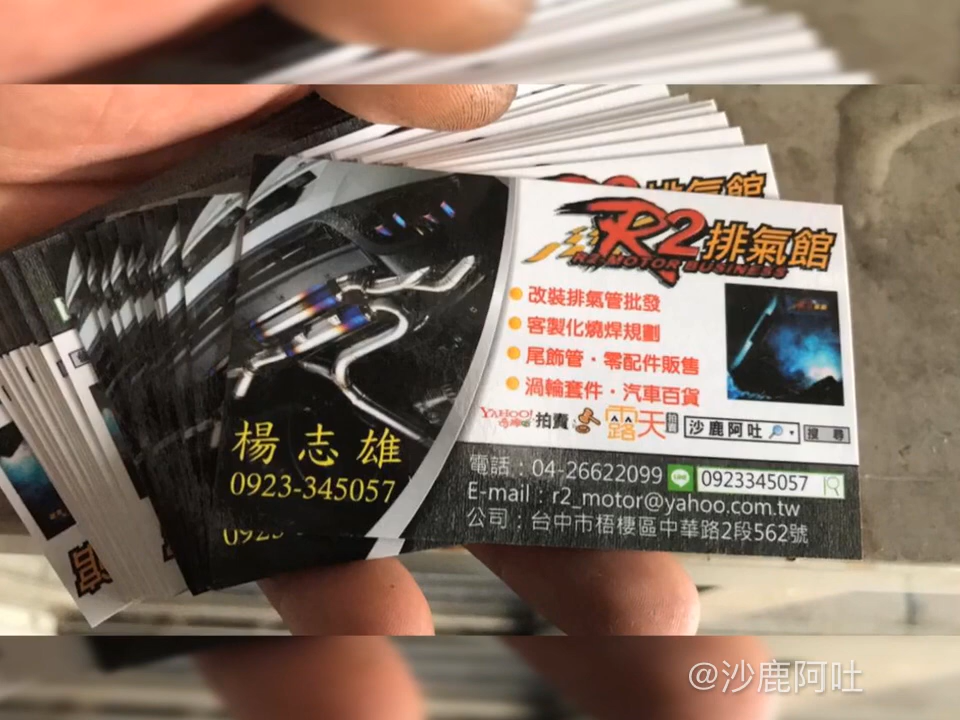 R2排氣館
R2 MOTOR BUSINESS
改裝排氣管批發
客製化燒焊規劃
尾飾管・零配件販售
渦輪套件・汽車百貨
YAHOO!奇摩 拍賣 露天拍賣 沙鹿阿吐 搜尋
楊志雄
0923-345057
電話：04-26622099 LINE 0923345057
E-mail：r2_motor@yahoo.com.tw
公司：台中市梧棲區中華路2段562號
@沙鹿阿吐